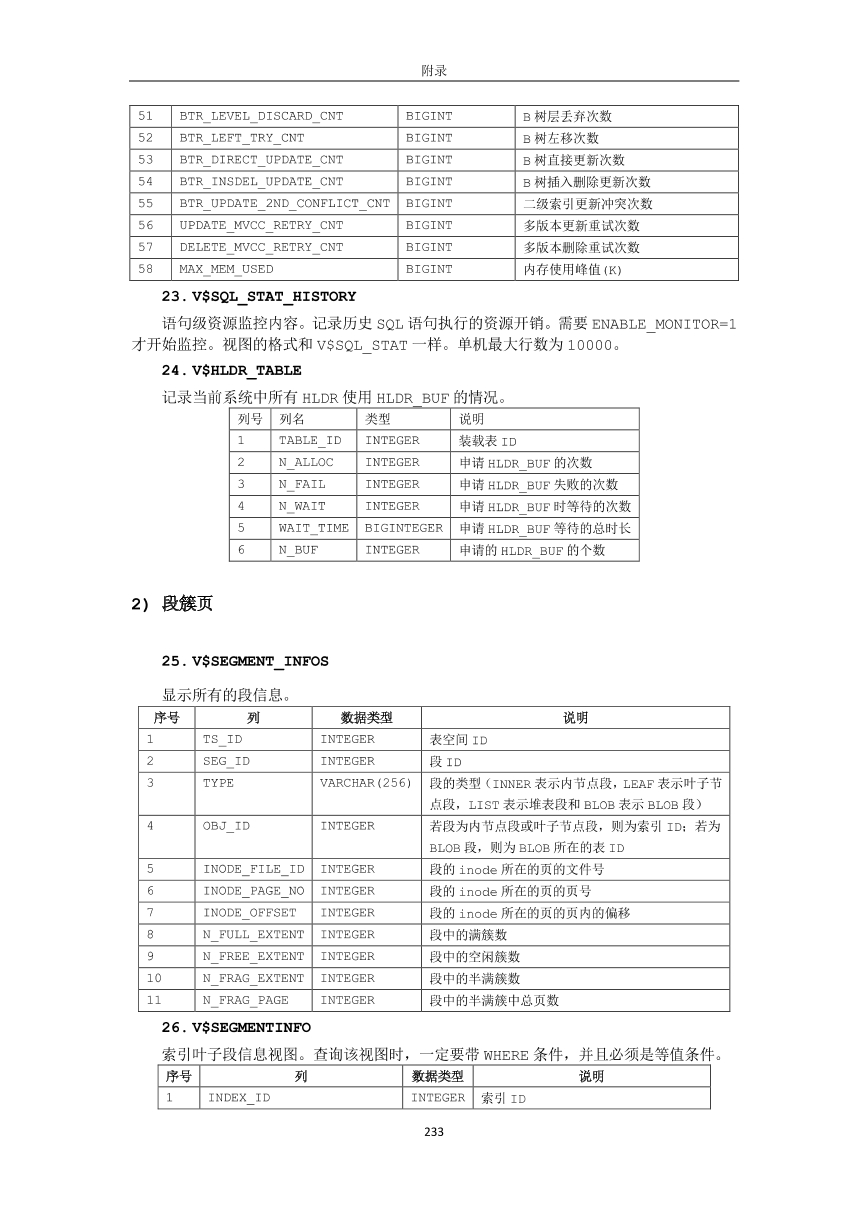 附录
51 BTR_LEVEL_DISCARD_CNT BIGINT B 树层丢弃次数
52 BTR_LEFT_TRY_CNT BIGINT B 树左移次数
53 BTR_DIRECT_UPDATE_CNT BIGINT B 树直接更新次数
54 BTR_INSDEL_UPDATE_CNT BIGINT B 树插入删除更新次数
55 BTR_UPDATE_2ND_CONFLICT_CNT BIGINT 二级索引更新冲突次数
56 UPDATE_MVCC_RETRY_CNT BIGINT 多版本更新重试次数
57 DELETE_MVCC_RETRY_CNT BIGINT 多版本删除重试次数
58 MAX_MEM_USED BIGINT 内存使用峰值(K)
23. V$SQL_STAT_HISTORY
语句级资源监控内容。记录历史 SQL 语句执行的资源开销。需要 ENABLE_MONITOR=1
才开始监控。视图的格式和 V$SQL_STAT 一样。单机最大行数为 10000。
24. V$HLDR_TABLE
记录当前系统中所有 HLDR 使用 HLDR_BUF 的情况。
列号 列名 类型 说明
1 TABLE_ID INTEGER 装载表 ID
2 N_ALLOC INTEGER 申请 HLDR_BUF 的次数
3 N_FAIL INTEGER 申请 HLDR_BUF 失败的次数
4 N_WAIT INTEGER 申请 HLDR_BUF 时等待的次数
5 WAIT_TIME BIGINTEGER 申请 HLDR_BUF 等待的总时长
6 N_BUF INTEGER 申请的 HLDR_BUF 的个数
2) 段簇页
25. V$SEGMENT_INFOS
显示所有的段信息。
序号 列 数据类型 说明
1 TS_ID INTEGER 表空间 ID
2 SEG_ID INTEGER 段 ID
3 TYPE VARCHAR(256) 段的类型（INNER 表示内节点段，LEAF 表示叶子节
点段，LIST 表示堆表段和 BLOB 表示 BLOB 段）
4 OBJ_ID INTEGER 若段为内节点段或叶子节点段，则为索引 ID；若为
BLOB 段，则为 BLOB 所在的表 ID
5 INODE_FILE_ID INTEGER 段的 inode 所在的页的文件号
6 INODE_PAGE_NO INTEGER 段的 inode 所在的页的页号
7 INODE_OFFSET INTEGER 段的 inode 所在的页的页内的偏移
8 N_FULL_EXTENT INTEGER 段中的满簇数
9 N_FREE_EXTENT INTEGER 段中的空闲簇数
10 N_FRAG_EXTENT INTEGER 段中的半满簇数
11 N_FRAG_PAGE INTEGER 段中的半满簇中总页数
26. V$SEGMENTINFO
索引叶子段信息视图。查询该视图时，一定要带 WHERE 条件，并且必须是等值条件。
序号 列 数据类型 说明
1 INDEX_ID INTEGER 索引 ID
233